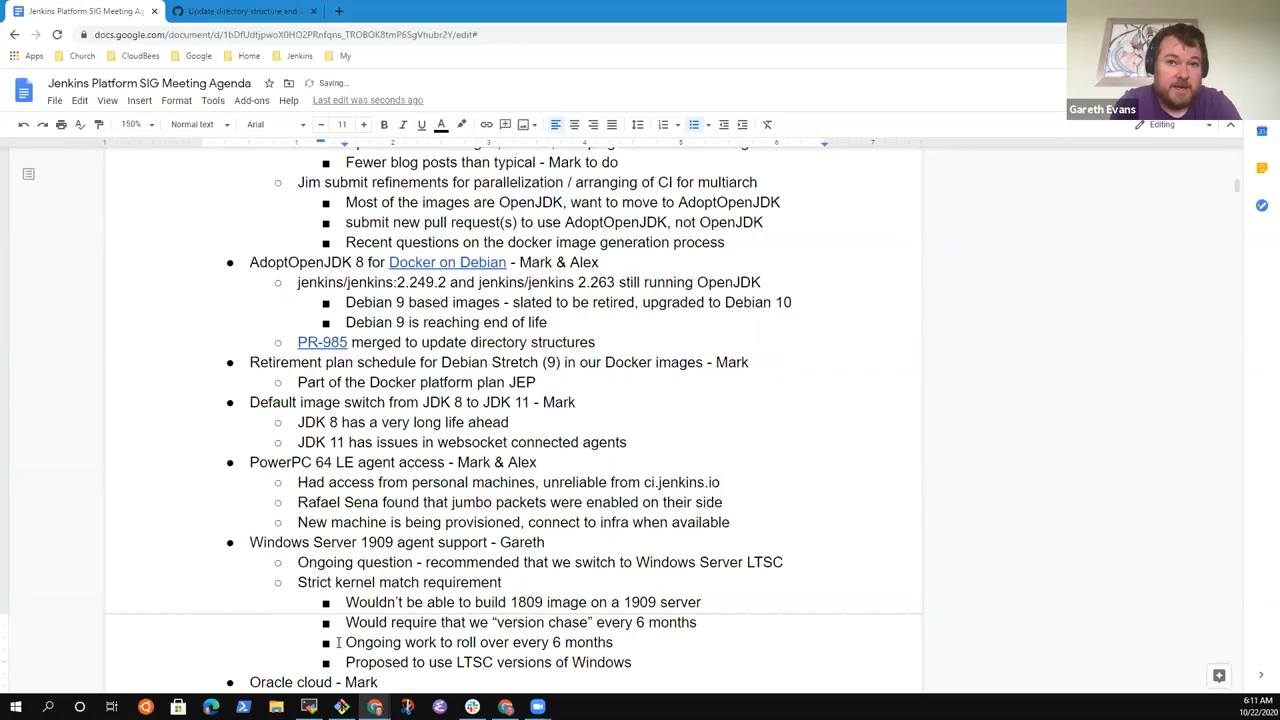 Jenkins Platform SIG Meeting Ag
Update directory structure and
docs.google.com/document/d/1bDfUdtjpwoX0HO2PRnfqns_TROBOK8tmP6SgVhubr2Y/edit#
Apps Church CloudBees Google Home Jenkins My
Gareth Evans
Jenkins Platform SIG Meeting Agenda Saving...
File Edit View Insert Format Tools Add-ons Help Last edit was seconds ago
150% Normal text Arial 11 B I U A Editing
1 1 2 3 4 5 6 7
Fewer blog posts than typical - Mark to do
Jim submit refinements for parallelization / arranging of CI for multiarch
Most of the images are OpenJDK, want to move to AdoptOpenJDK
submit new pull request(s) to use AdoptOpenJDK, not OpenJDK
Recent questions on the docker image generation process
AdoptOpenJDK 8 for Docker on Debian - Mark & Alex
jenkins/jenkins:2.249.2 and jenkins/jenkins 2.263 still running OpenJDK
Debian 9 based images - slated to be retired, upgraded to Debian 10
Debian 9 is reaching end of life
PR-985 merged to update directory structures
Retirement plan schedule for Debian Stretch (9) in our Docker images - Mark
Part of the Docker platform plan JEP
Default image switch from JDK 8 to JDK 11 - Mark
JDK 8 has a very long life ahead
JDK 11 has issues in websocket connected agents
PowerPC 64 LE agent access - Mark & Alex
Had access from personal machines, unreliable from ci.jenkins.io
Rafael Sena found that jumbo packets were enabled on their side
New machine is being provisioned, connect to infra when available
Windows Server 1909 agent support - Gareth
Ongoing question - recommended that we switch to Windows Server LTSC
Strict kernel match requirement
Wouldn't be able to build 1809 image on a 1909 server
Would require that we “version chase” every 6 months
Ongoing work to roll over every 6 months
Proposed to use LTSC versions of Windows
Oracle cloud - Mark
6:11 AM
10/22/2020